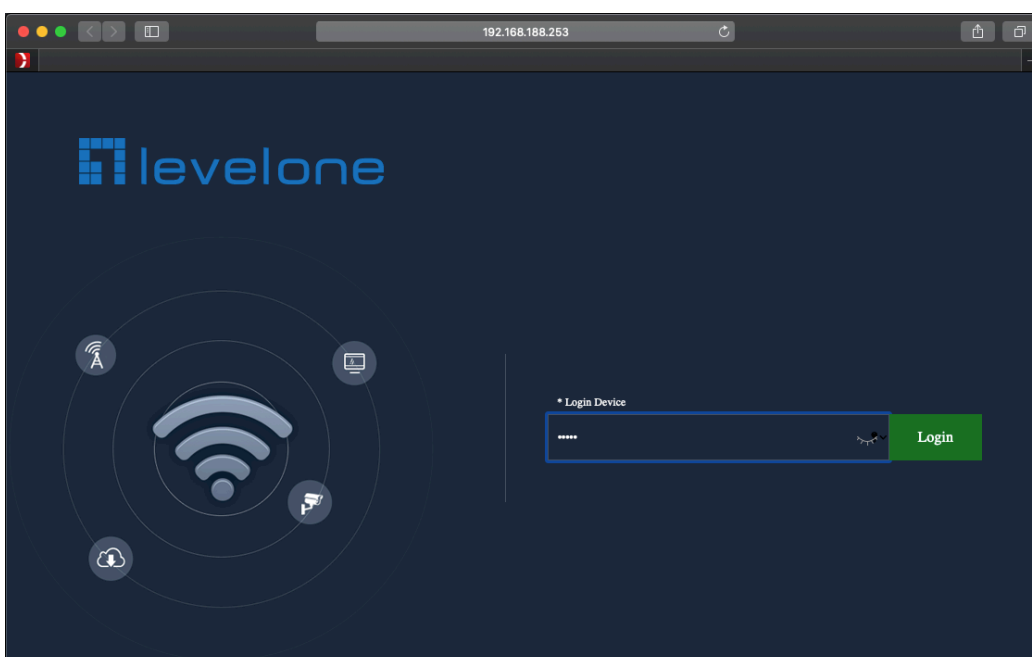 192.168.188.253
levelone
* Login Device
•••••
Login